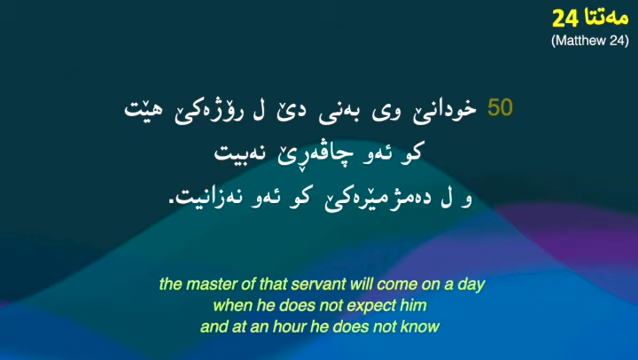 مەتتا 24
(Matthew 24)
50 خودانێ وی بەنی دێ ل رۆژەکێ هێت
کو ئەو چاڤەڕێ نەبیت
و ل دەمژمێرەکێ کو ئەو نەزانیت.
the master of that servant will come on a day
when he does not expect him
and at an hour he does not know